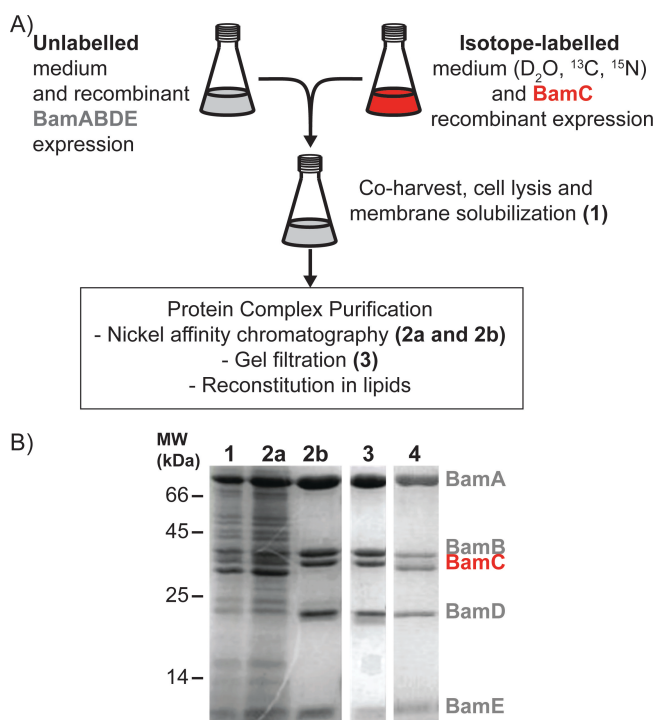 A)
Unlabelled
medium
and recombinant
BamABDE
expression
Isotope-labelled
medium (D₂O, ¹³C, ¹⁵N)
and BamC
recombinant expression
Co-harvest, cell lysis and
membrane solubilization (1)
Protein Complex Purification
- Nickel affinity chromatography (2a and 2b)
- Gel filtration (3)
- Reconstitution in lipids
B)
MW
(kDa)
1 2a 2b 3 4
66
45
25
14
BamA
BamB
BamC
BamD
BamE